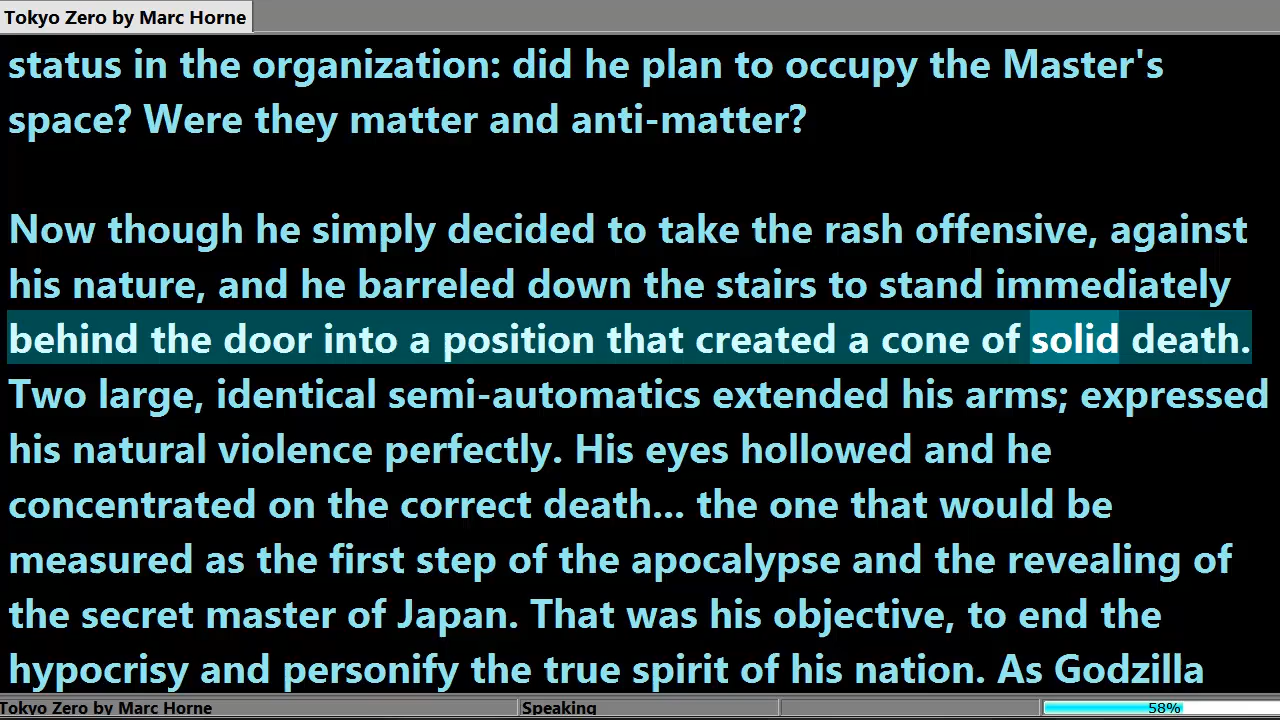 Tokyo Zero by Marc Horne
status in the organization: did he plan to occupy the Master's
space? Were they matter and anti-matter?
Now though he simply decided to take the rash offensive, against
his nature, and he barreled down the stairs to stand immediately
behind the door into a position that created a cone of solid death.
Two large, identical semi-automatics extended his arms; expressed
his natural violence perfectly. His eyes hollowed and he
concentrated on the correct death... the one that would be
measured as the first step of the apocalypse and the revealing of
the secret master of Japan. That was his objective, to end the
hypocrisy and personify the true spirit of his nation. As Godzilla
Tokyo Zero by Marc Horne Speaking 58%